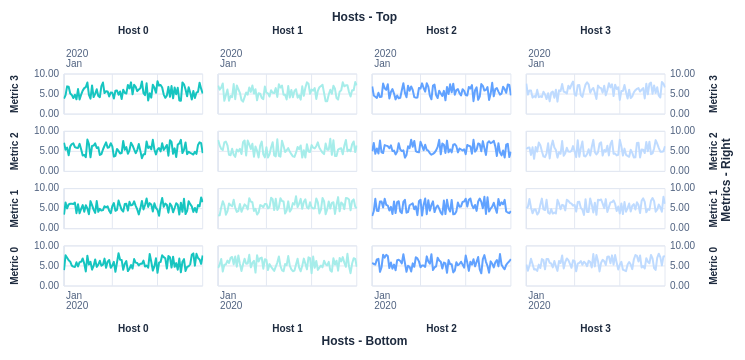 Hosts - Top
Host 0 Host 1 Host 2 Host 3
2020 2020 2020 2020
Jan Jan Jan Jan
Metric 3 10.00 5.00 0.00 10.00 5.00 0.00 Metric 3
Metric 2 10.00 5.00 0.00 10.00 5.00 0.00 Metric 2
Metrics - Right
Metric 1 10.00 5.00 0.00 10.00 5.00 0.00 Metric 1
Metric 0 10.00 5.00 0.00 10.00 5.00 0.00 Metric 0
Jan Jan Jan Jan
2020 2020 2020 2020
Host 0 Host 1 Host 2 Host 3
Hosts - Bottom